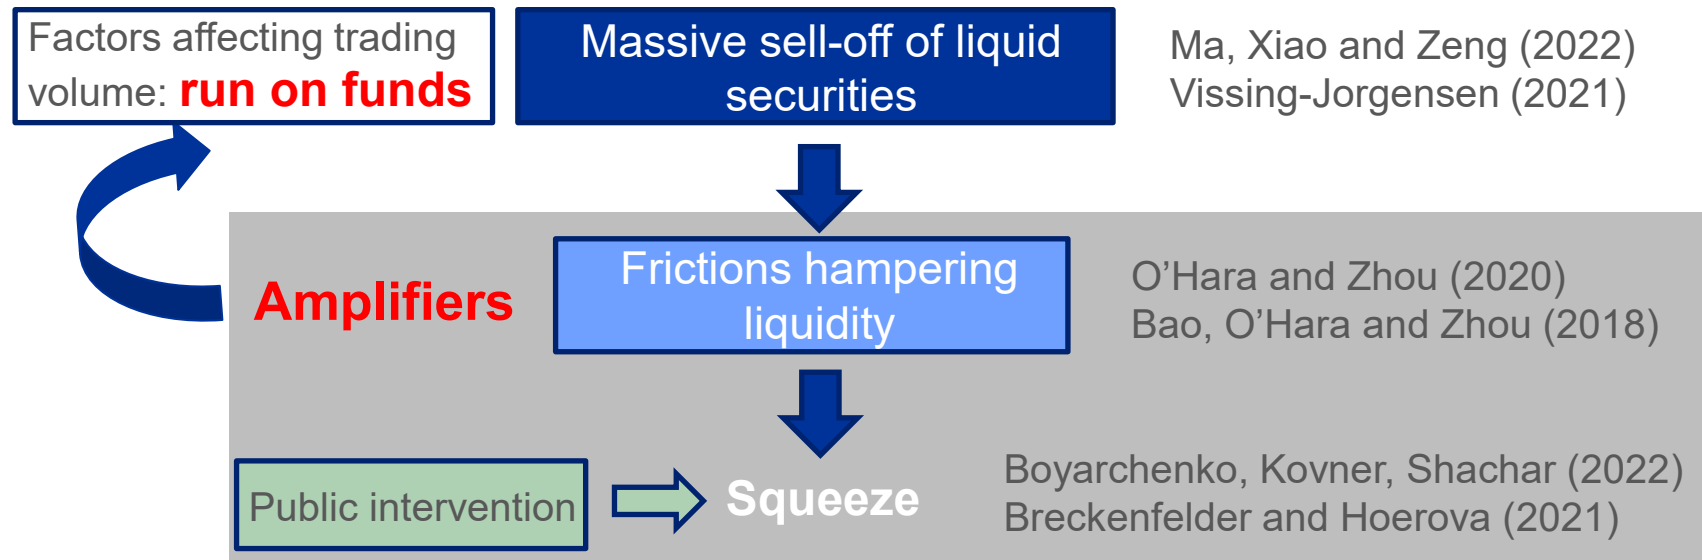 Factors affecting trading
volume: run on funds
Massive sell-off of liquid
securities
Ma, Xiao and Zeng (2022)
Vissing-Jorgensen (2021)
Amplifiers
Frictions hampering
liquidity
O’Hara and Zhou (2020)
Bao, O’Hara and Zhou (2018)
Public intervention
Squeeze
Boyarchenko, Kovner, Shachar (2022)
Breckenfelder and Hoerova (2021)